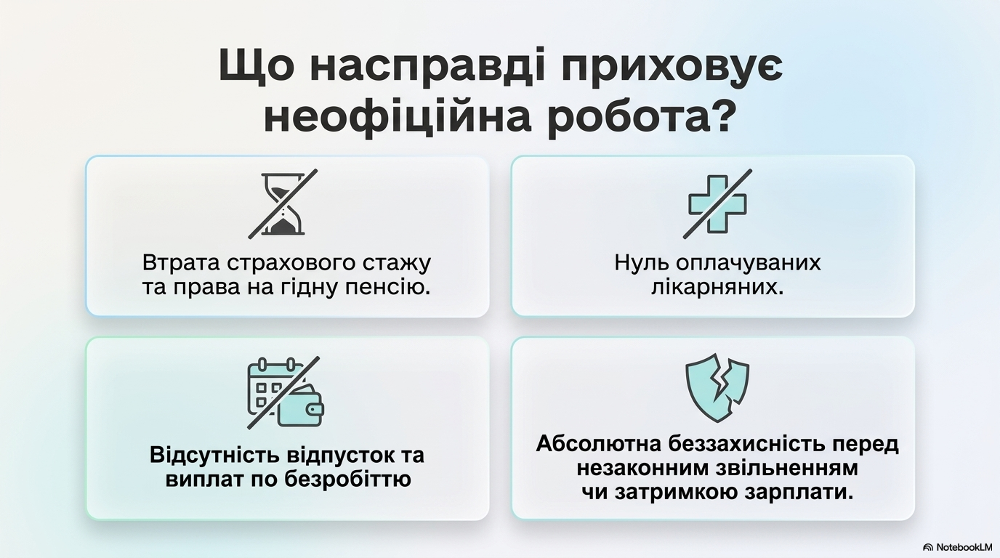 Що насправді приховує
неофіційна робота?
Втрата страхового стажу
та права на гідну пенсію.
Нуль оплачуваних
лікарняних.
Відсутність відпусток та
виплат по безробіттю
Абсолютна беззахисність перед
незаконним звільненням
чи затримкою зарплати.
NotebookLM